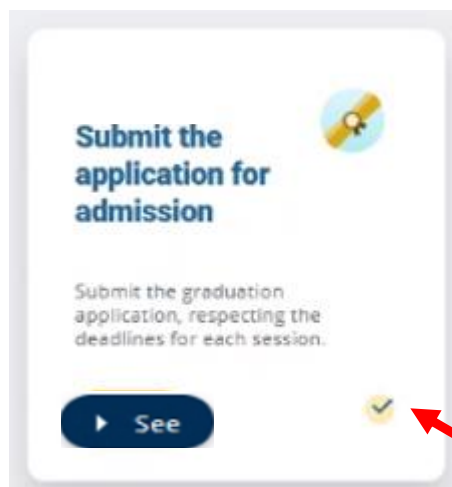 Submit the
application for
admission
Submit the graduation
application, respecting the
deadlines for each session.
See